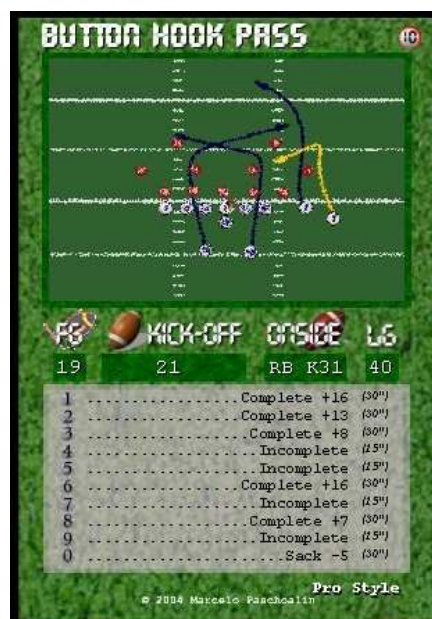 BUTTON HOOK PASS
10
FG KICK-OFF ONSIDE LG
19 21 RB K31 40
1 ..................Complete +16 (30")
2 ..................Complete +13 (30")
3 ...................Complete +8 (30")
4 ....................Incomplete (15")
5 ....................Incomplete (15")
6 ..................Complete +16 (30")
7 ....................Incomplete (15")
8 ...................Complete +7 (30")
9 ....................Incomplete (15")
0 .......................Sack -5 (30")
Pro Style
© 2004 Marcelo Paschoalin